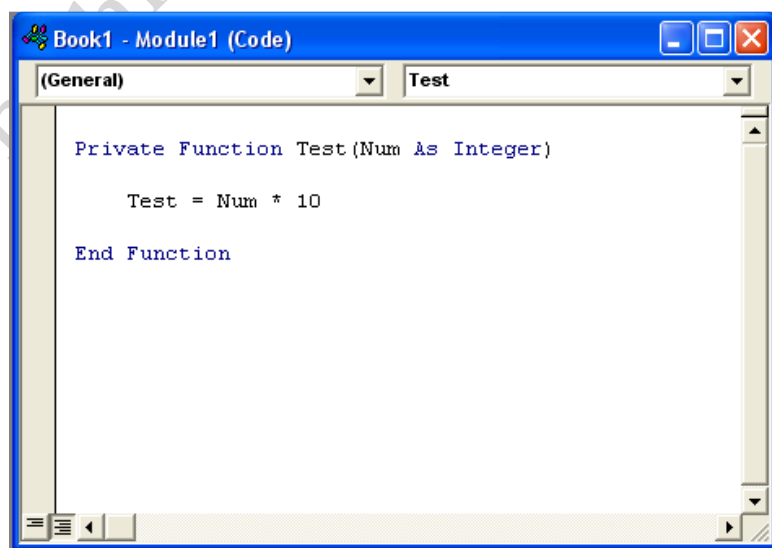 Book1 - Module1 (Code)
(General) Test
Private Function Test(Num As Integer)
Test = Num * 10
End Function